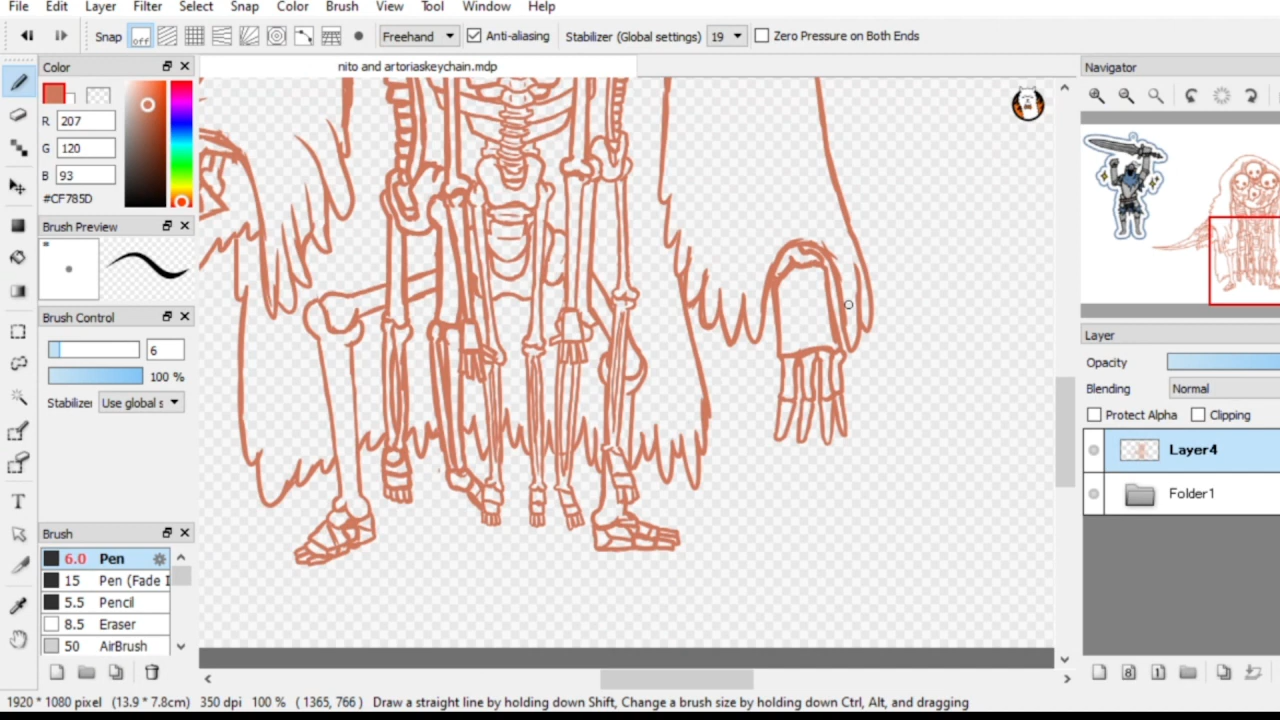 File Edit Layer Filter Select Snap Color Brush View Tool Window Help
Snap off Freehand Anti-aliasing Stabilizer (Global settings) 19 Zero Pressure on Both Ends
Color
nito and artoriaskeychain.mdp
Navigator
R 207
G 120
B 93
#CF785D
Brush Preview
Brush Control
6
100 %
Stabilizer Use global s
Layer
Opacity
Blending Normal
Protect Alpha Clipping
Layer4
Folder1
T
Brush
6.0 Pen
15 Pen (Fade I
5.5 Pencil
8.5 Eraser
50 AirBrush
8 1
1920 * 1080 pixel (13.9 * 7.8cm) 350 dpi 100 % ( 1365, 766 ) Draw a straight line by holding down Shift, Change a brush size by holding down Ctrl, Alt, and dragging